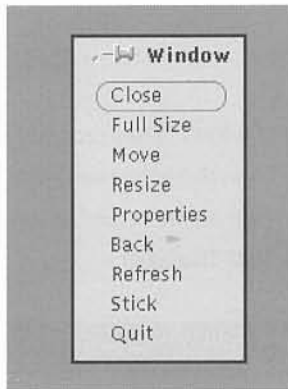 Window
Close
Full Size
Move
Resize
Properties
Back
Refresh
Stick
Quit